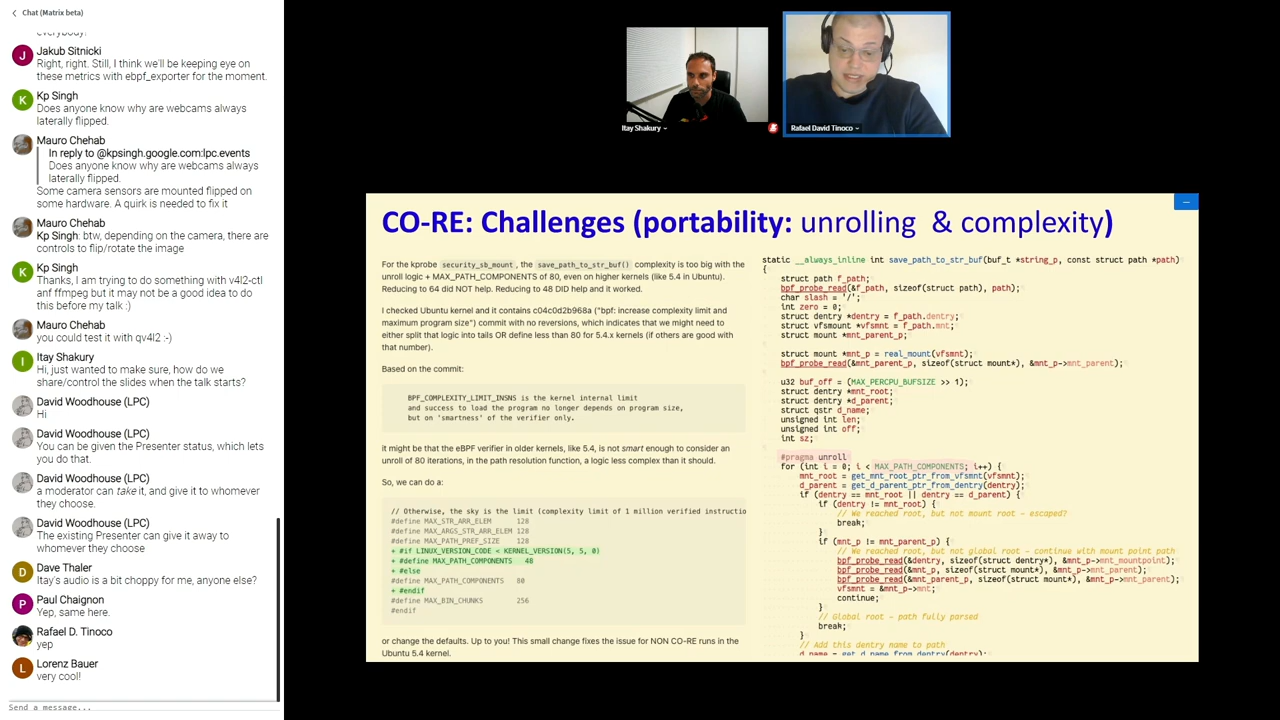 Chat (Matrix beta)
everybody!
J
Jakub Sitnicki
Right, right. Still, I think we'll be keeping eye on
these metrics with ebpf_exporter for the moment.
K
Kp Singh
Does anyone know why are webcams always
laterally flipped.
Mauro Chehab
In reply to @kpsingh.google.com:lpc.events
Does anyone know why are webcams always
laterally flipped.
Some camera sensors are mounted flipped on
some hardware. A quirk is needed to fix it
Mauro Chehab
Kp Singh: btw, depending on the camera, there are
controls to flip/rotate the image
K
Kp Singh
Thanks, I am trying to do something with v4l2-ctl
anf ffmpeg but it may not be a good idea to do
this before my talk :)
Mauro Chehab
you could test it with qv4l2 :-)
I
Itay Shakury
Hi, just wanted to make sure, how do we
share/control the slides when the talk starts?
David Woodhouse (LPC)
Hi
David Woodhouse (LPC)
You can be given the Presenter status, which lets
you do that.
David Woodhouse (LPC)
a moderator can take it, and give it to whomever
they choose.
David Woodhouse (LPC)
The existing Presenter can give it away to
whomever they choose
D
Dave Thaler
Itay's audio is a bit choppy for me, anyone else?
P
Paul Chaignon
Yep, same here.
Rafael D. Tinoco
yep
L
Lorenz Bauer
very cool!
Send a message...
Itay Shakury
Rafael David Tinoco
CO-RE: Challenges (portability: unrolling & complexity)
For the kprobe security_sb_mount, the save_path_to_str_buf() complexity is too big with the
unroll logic + MAX_PATH_COMPONENTS of 80, even on higher kernels (like 5.4 in Ubuntu).
Reducing to 64 did NOT help. Reducing to 48 DID help and it worked.
I checked Ubuntu kernel and it contains c04c0d2b968a ("bpf: increase complexity limit and
maximum program size") commit with no reversions, which indicates that we might need to
either split that logic into tails OR define less than 80 for 5.4.x kernels (if others are good with
that number).
Based on the commit:
BPF_COMPLEXITY_LIMIT_INSNS is the kernel internal limit
and success to load the program no longer depends on program size,
but on 'smartness' of the verifier only.
it might be that the eBPF verifier in older kernels, like 5.4, is not smart enough to consider an
unroll of 80 iterations, in the path resolution function, a logic less complex than it should.
So, we can do a:
// Otherwise, the sky is the limit (complexity limit of 1 million verified instructio
#define MAX_STR_ARR_ELEM 128
#define MAX_ARGS_STR_ARR_ELEM 128
#define MAX_PATH_PREF_SIZE 128
+ #if LINUX_VERSION_CODE < KERNEL_VERSION(5, 5, 0)
+ #define MAX_PATH_COMPONENTS 48
+ #else
#define MAX_PATH_COMPONENTS 80
+ #endif
#define MAX_BIN_CHUNKS 256
#endif
or change the defaults. Up to you! This small change fixes the issue for NON CO-RE runs in the
Ubuntu 5.4 kernel.
static __always_inline int save_path_to_str_buf(buf_t *string_p, const struct path *path)
{
struct path f_path;
bpf_probe_read(&f_path, sizeof(struct path), path);
char slash = '/';
int zero = 0;
struct dentry *dentry = f_path.dentry;
struct vfsmount *vfsmnt = f_path.mnt;
struct mount *mnt_parent_p;
struct mount *mnt_p = real_mount(vfsmnt);
bpf_probe_read(&mnt_parent_p, sizeof(struct mount*), &mnt_p->mnt_parent);
u32 buf_off = (MAX_PERCPU_BUFSIZE >> 1);
struct dentry *mnt_root;
struct dentry *d_parent;
struct qstr d_name;
unsigned int len;
unsigned int off;
int sz;
#pragma unroll
for (int i = 0; i < MAX_PATH_COMPONENTS; i++) {
mnt_root = get_mnt_root_ptr_from_vfsmnt(vfsmnt);
d_parent = get_d_parent_ptr_from_dentry(dentry);
if (dentry == mnt_root || dentry == d_parent) {
if (dentry != mnt_root) {
// We reached root, but not mount root - escaped?
break;
}
if (mnt_p != mnt_parent_p) {
// We reached root, but not global root - continue with mount point path
bpf_probe_read(&dentry, sizeof(struct dentry*), &mnt_p->mnt_mountpoint);
bpf_probe_read(&mnt_p, sizeof(struct mount*), &mnt_p->mnt_parent);
bpf_probe_read(&mnt_parent_p, sizeof(struct mount*), &mnt_p->mnt_parent);
vfsmnt = &mnt_p->mnt;
continue;
}
// Global root - path fully parsed
break;
}
// Add this dentry name to path
d_name = get_d_name_from_dentry(dentry);